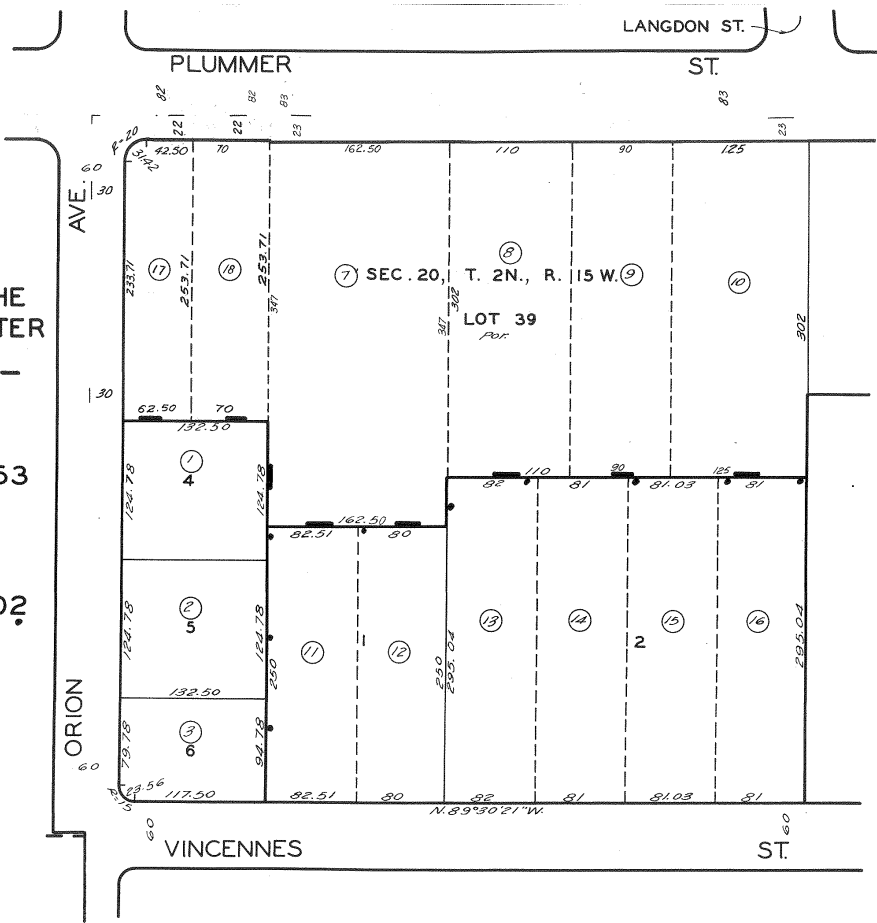 LANGDON ST.
PLUMMER ST.
82 82 83 83
22 22 23 23
R=20
31.42
42.50 70 162.50 110 90 125
60
30
AVE.
17 18 7 SEC. 20, T. 2N., R. 15 W. 8 9 10
233.71 253.71 253.71 347 347 302 302
LOT 39
Por.
HE
TER
30
62.50 70
132.50
1
4
124.78 124.78
110 90 125
82 81 81.03 81
53
162.50
82.51 80
02
2
5
124.78 124.78
11 1 12 13 14 15 16
2
250 250 295.04 295.04
132.50
ORION
3
6
79.78 94.78
60
23.56
R=15
117.50 82.51 80 82 81 81.03 81
N.89°30'21"W.
60 60
VINCENNES ST.